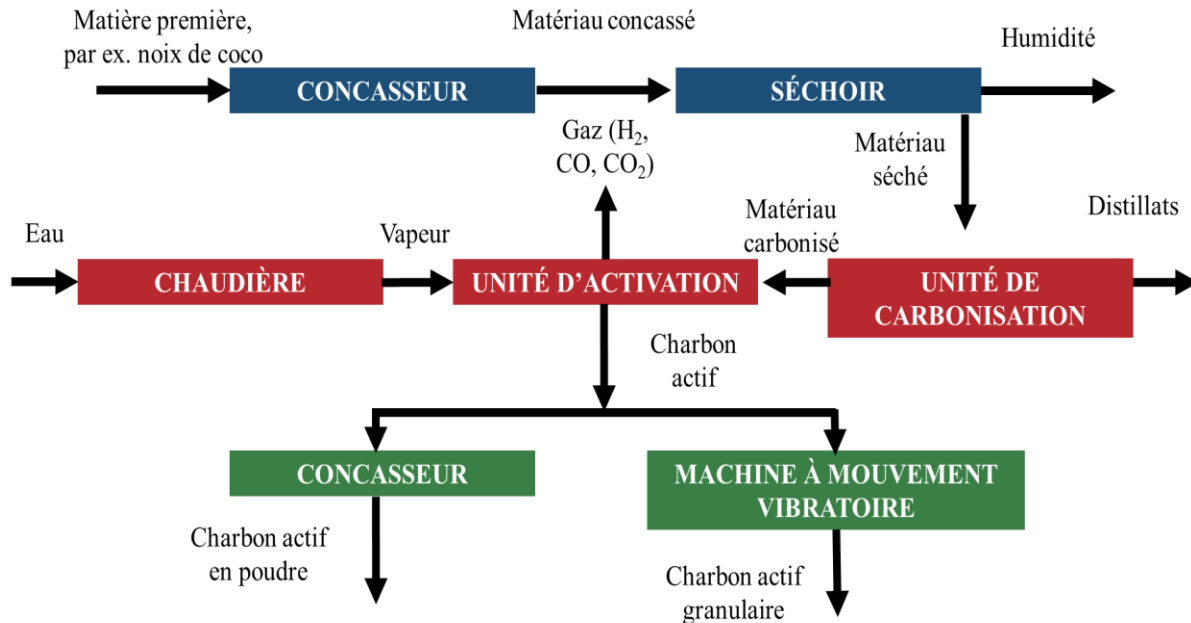 Matière première,
par ex. noix de coco
Matériau concassé
Humidité
CONCASSEUR
SÉCHOIR
Gaz (H₂,
CO, CO₂)
Matériau
séché
Eau
Vapeur
Matériau
carbonisé
Distillats
CHAUDIÈRE
UNITÉ D’ACTIVATION
UNITÉ DE
CARBONISATION
Charbon
actif
CONCASSEUR
MACHINE À MOUVEMENT
VIBRATOIRE
Charbon actif
en poudre
Charbon actif
granulaire